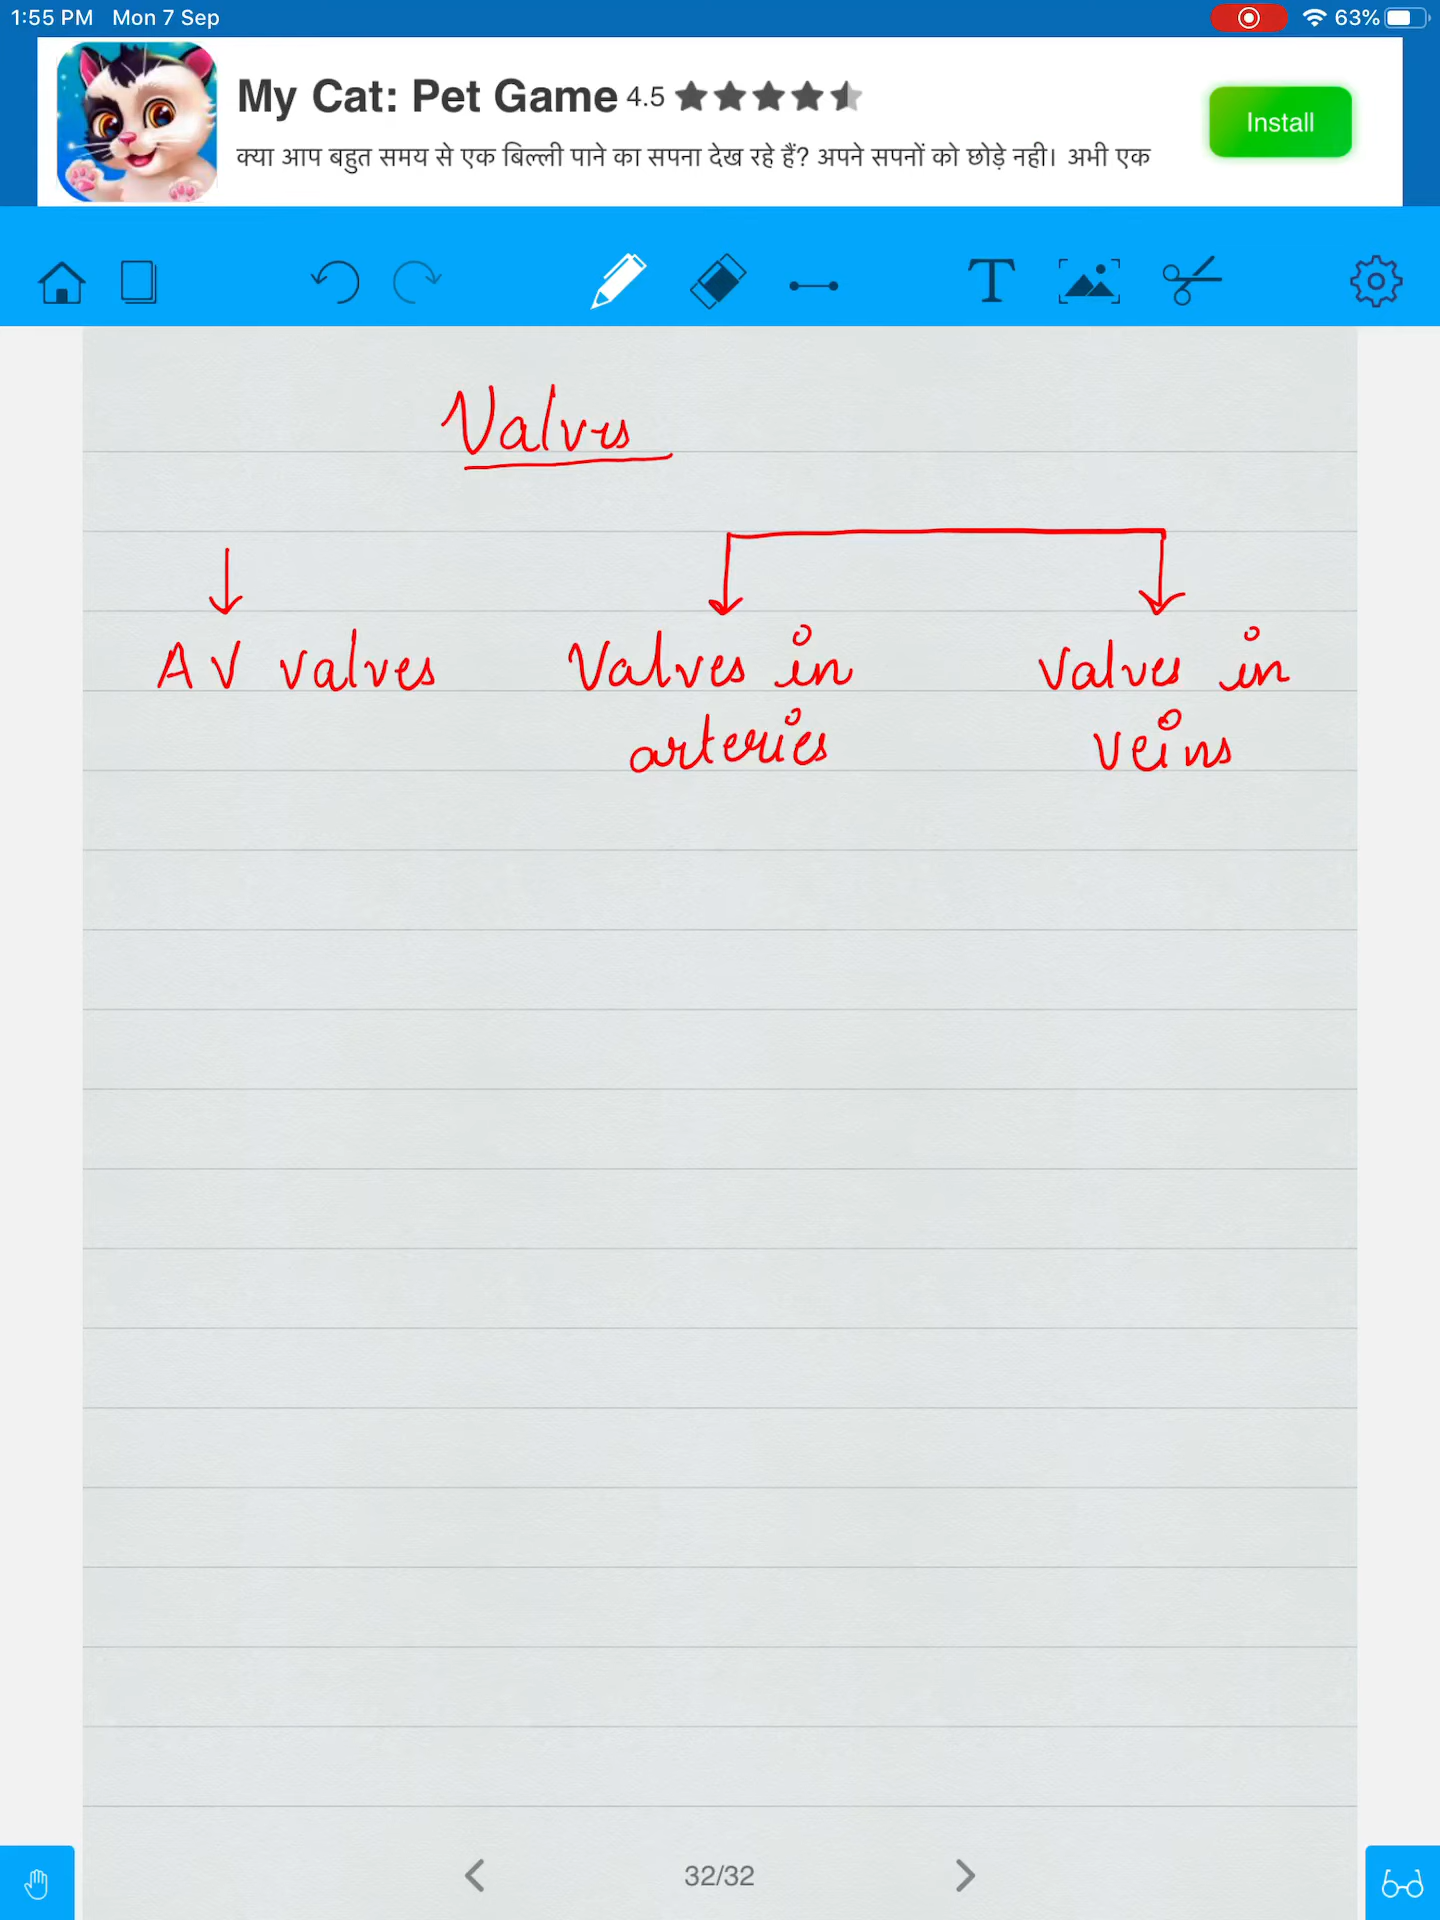 1:55 PM Mon 7 Sep 63%
My Cat: Pet Game 4.5
क्या आप बहुत समय से एक बिल्ली पाने का सपना देख रहे हैं? अपने सपनों को छोड़े नही। अभी एक
Install
T
Valves
AV valves Valves in valves in
arteries veins
32/32